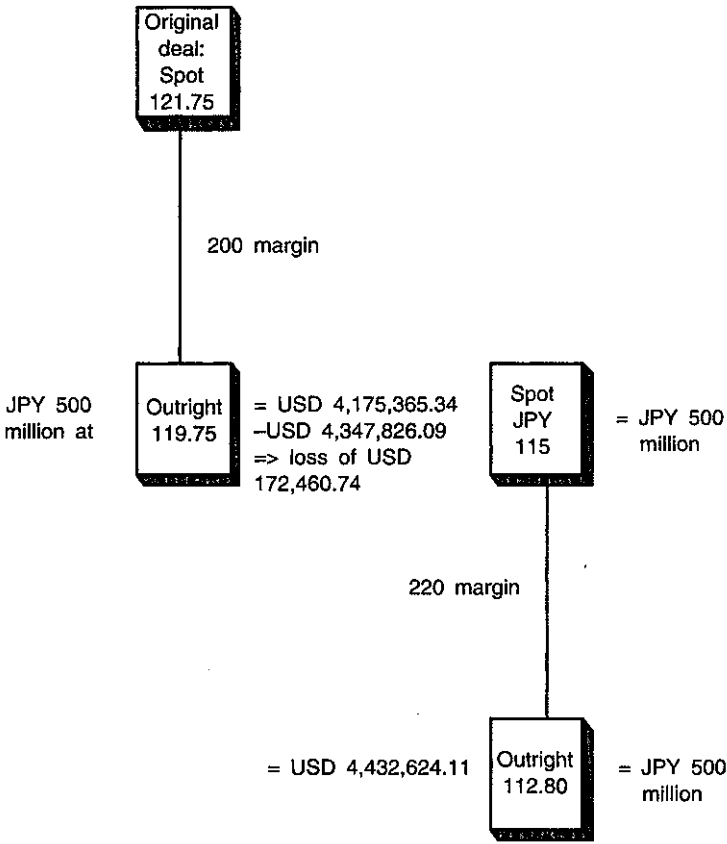 Original
deal:
Spot
121.75
200 margin
JPY 500
million at
Outright
119.75
= USD 4,175,365.34
–USD 4,347,826.09
=> loss of USD
172,460.74
Spot
JPY
115
= JPY 500
million
220 margin
= USD 4,432,624.11
Outright
112.80
= JPY 500
million